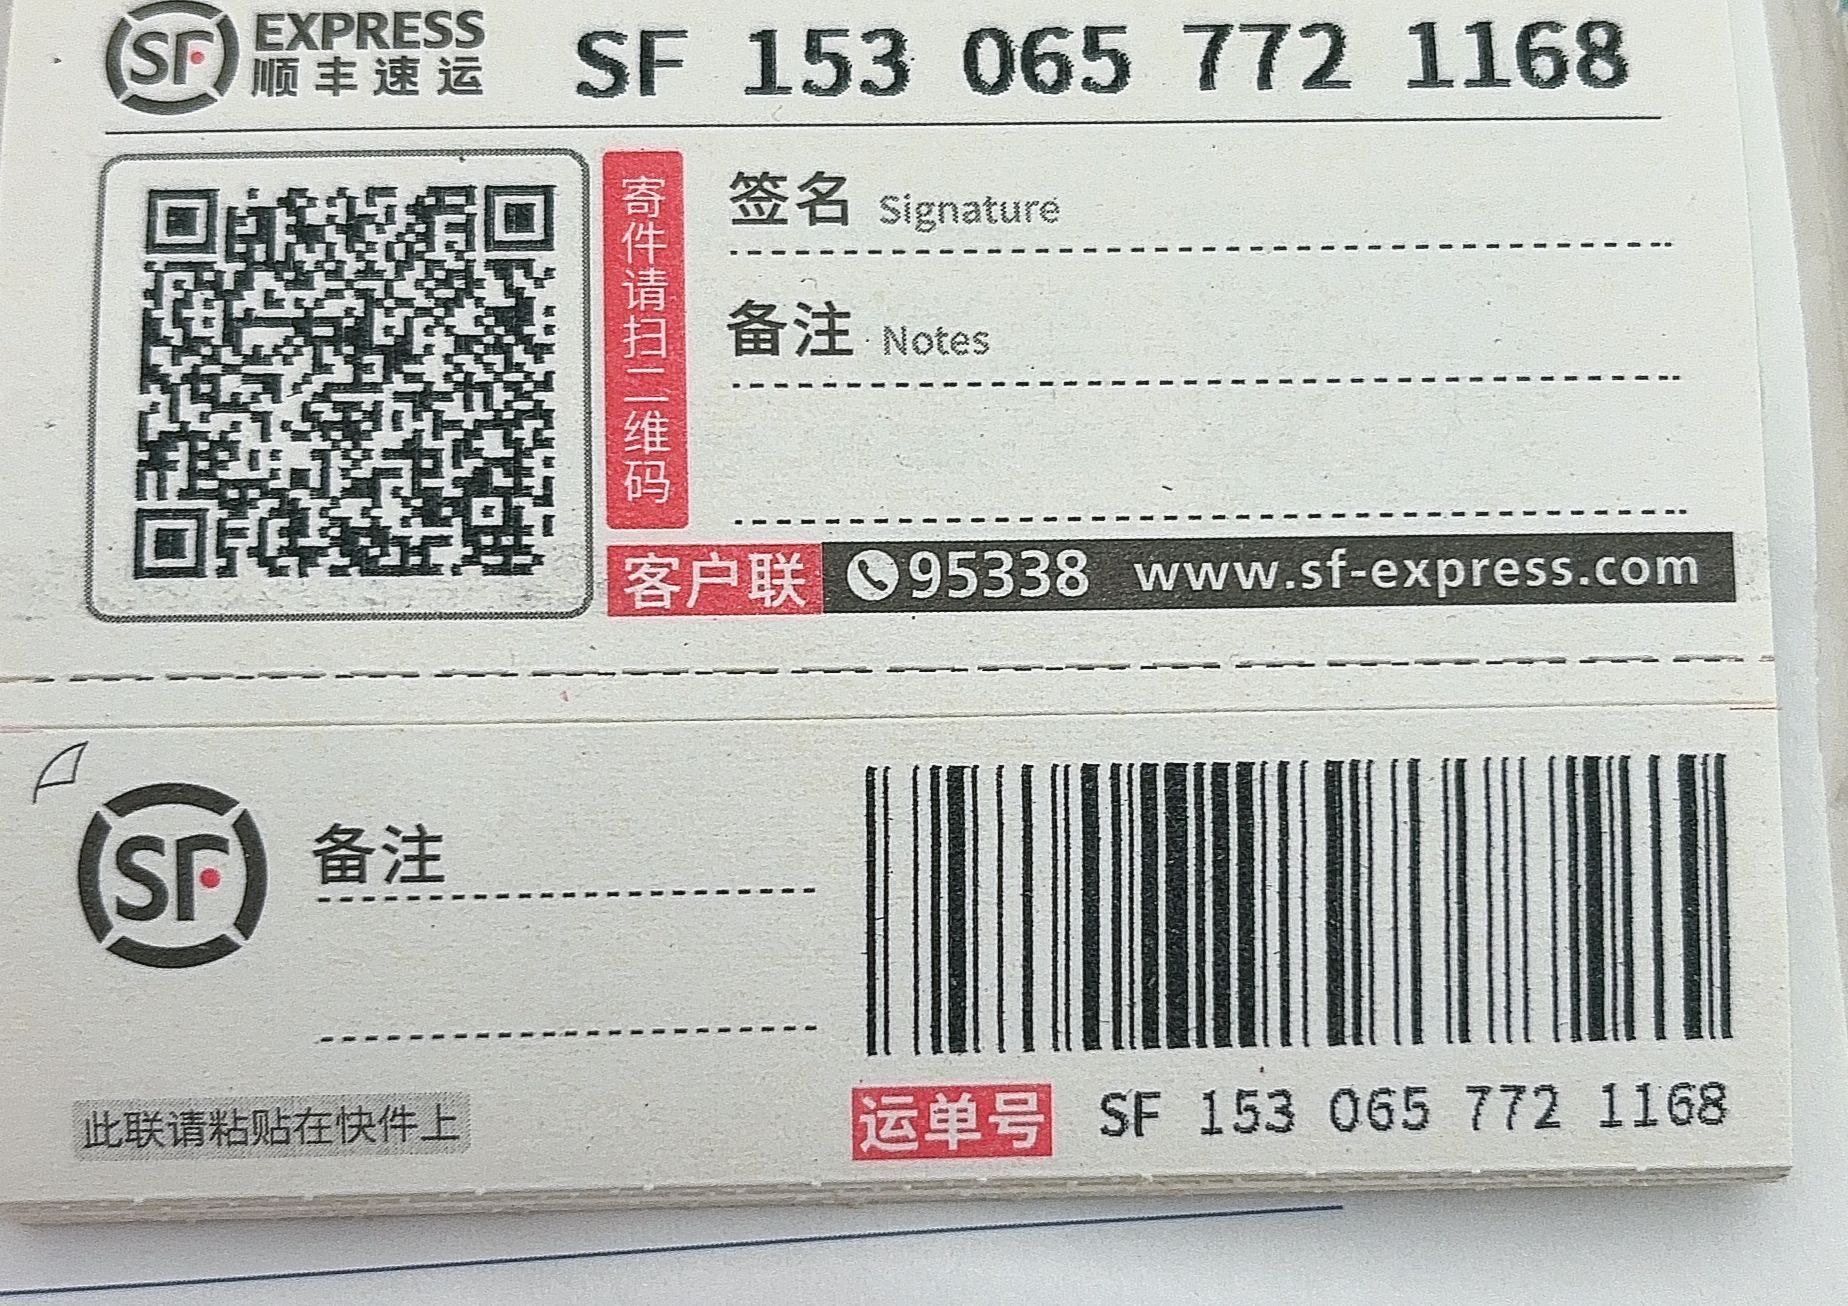 SF EXPRESS
顺丰速运
SF 153 065 772 1168
寄件请扫二维码
签名 Signature
备注 Notes
客户联 95338 www.sf-express.com
SF
备注
此联请粘贴在快件上
运单号 SF 153 065 772 1168